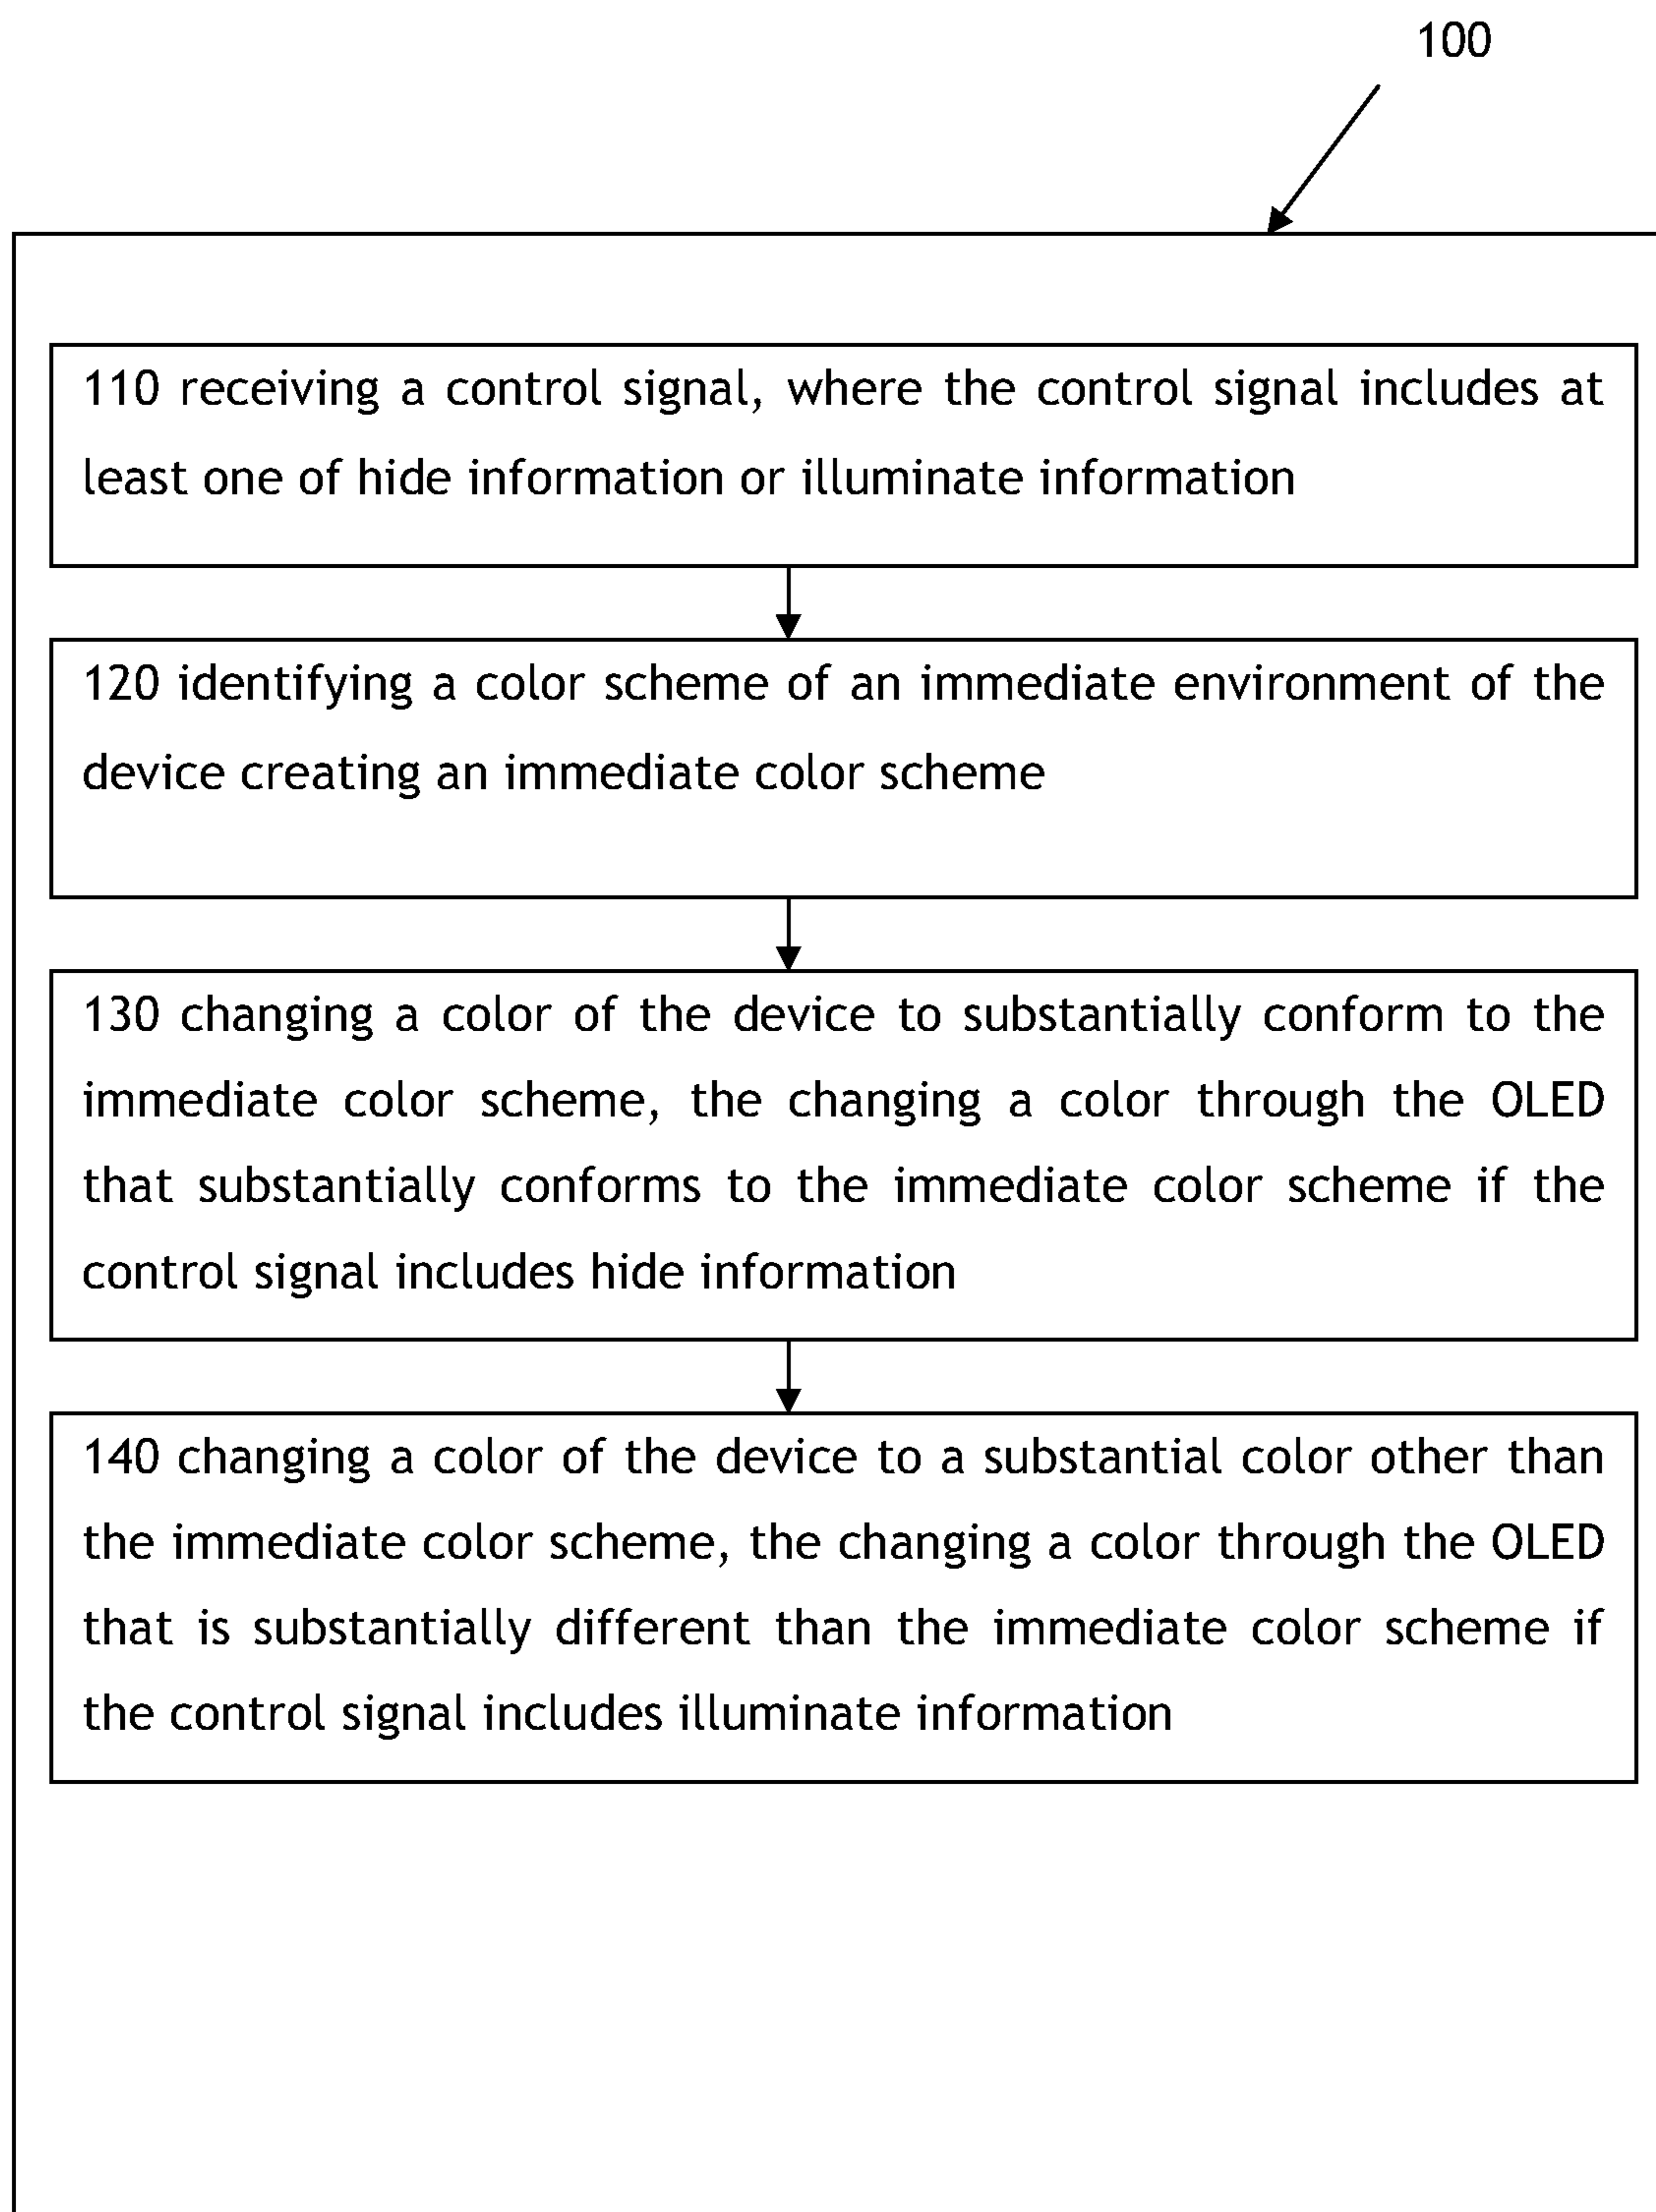 100
110 receiving a control signal, where the control signal includes at
least one of hide information or illuminate information
120 identifying a color scheme of an immediate environment of the
device creating an immediate color scheme
130 changing a color of the device to substantially conform to the
immediate color scheme, the changing a color through the OLED
that substantially conforms to the immediate color scheme if the
control signal includes hide information
140 changing a color of the device to a substantial color other than
the immediate color scheme, the changing a color through the OLED
that is substantially different than the immediate color scheme if
the control signal includes illuminate information